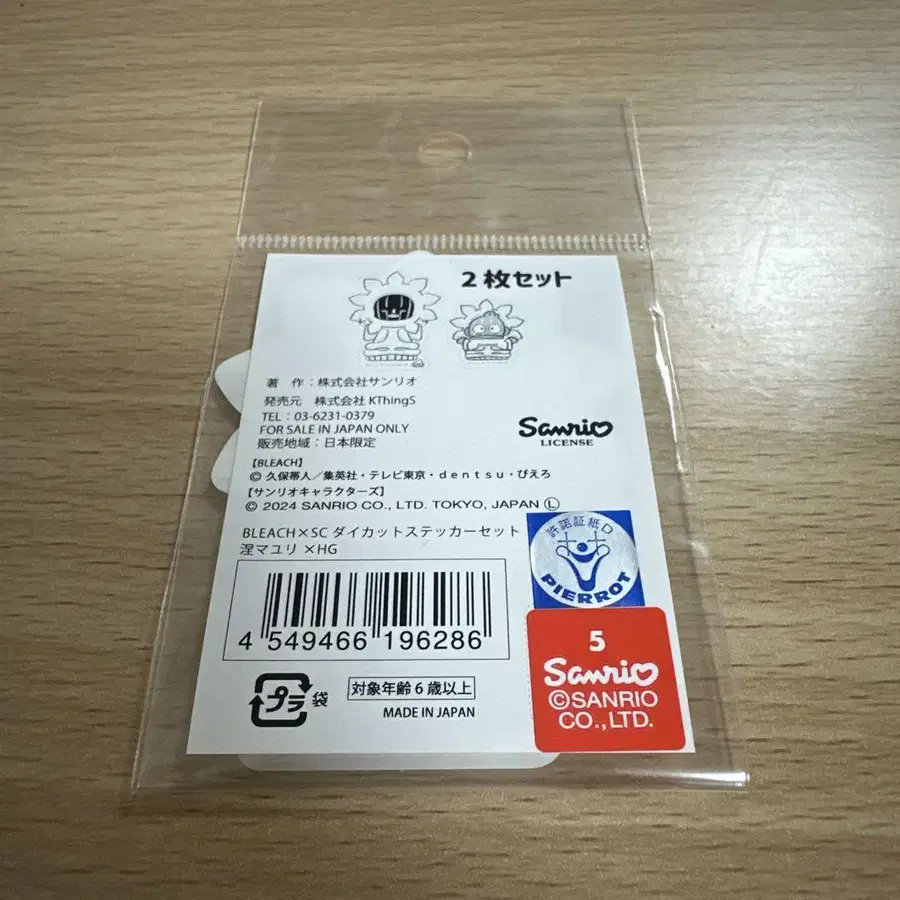 2枚セット
著 作：株式会社サンリオ
発売元 株式会社 KThingS
TEL：03-6231-0379
FOR SALE IN JAPAN ONLY
販売地域：日本限定
Sanrio
LICENSE
【BLEACH】
© 久保帯人／集英社・テレビ東京・dentsu・ぴえろ
【サンリオキャラクターズ】
© 2024 SANRIO CO., LTD. TOKYO, JAPAN Ⓛ
BLEACH×SC ダイカットステッカーセット
涅マユリ ×HG
4 549466 196286
プラ 袋
対象年齢 6 歳以上
MADE IN JAPAN
許諾証紙D
PIERROT
5
Sanrio
©SANRIO
CO.,LTD.